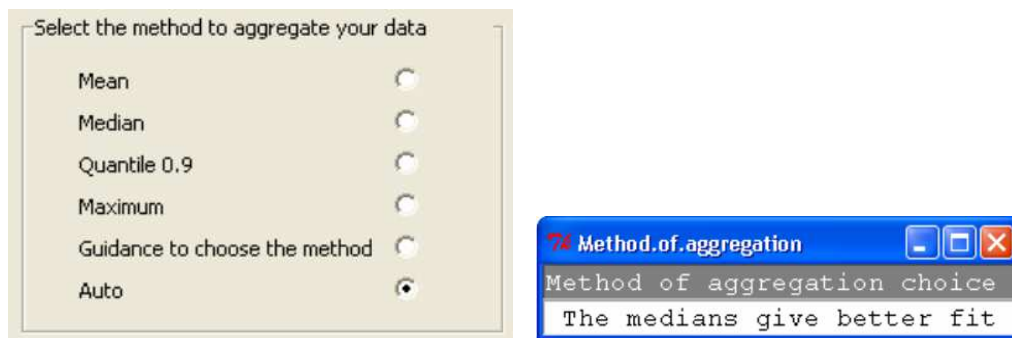 Select the method to aggregate your data
Mean
Median
Quantile 0.9
Maximum
Guidance to choose the method
Auto
Method.of.aggregation
Method of aggregation choice
The medians give better fit